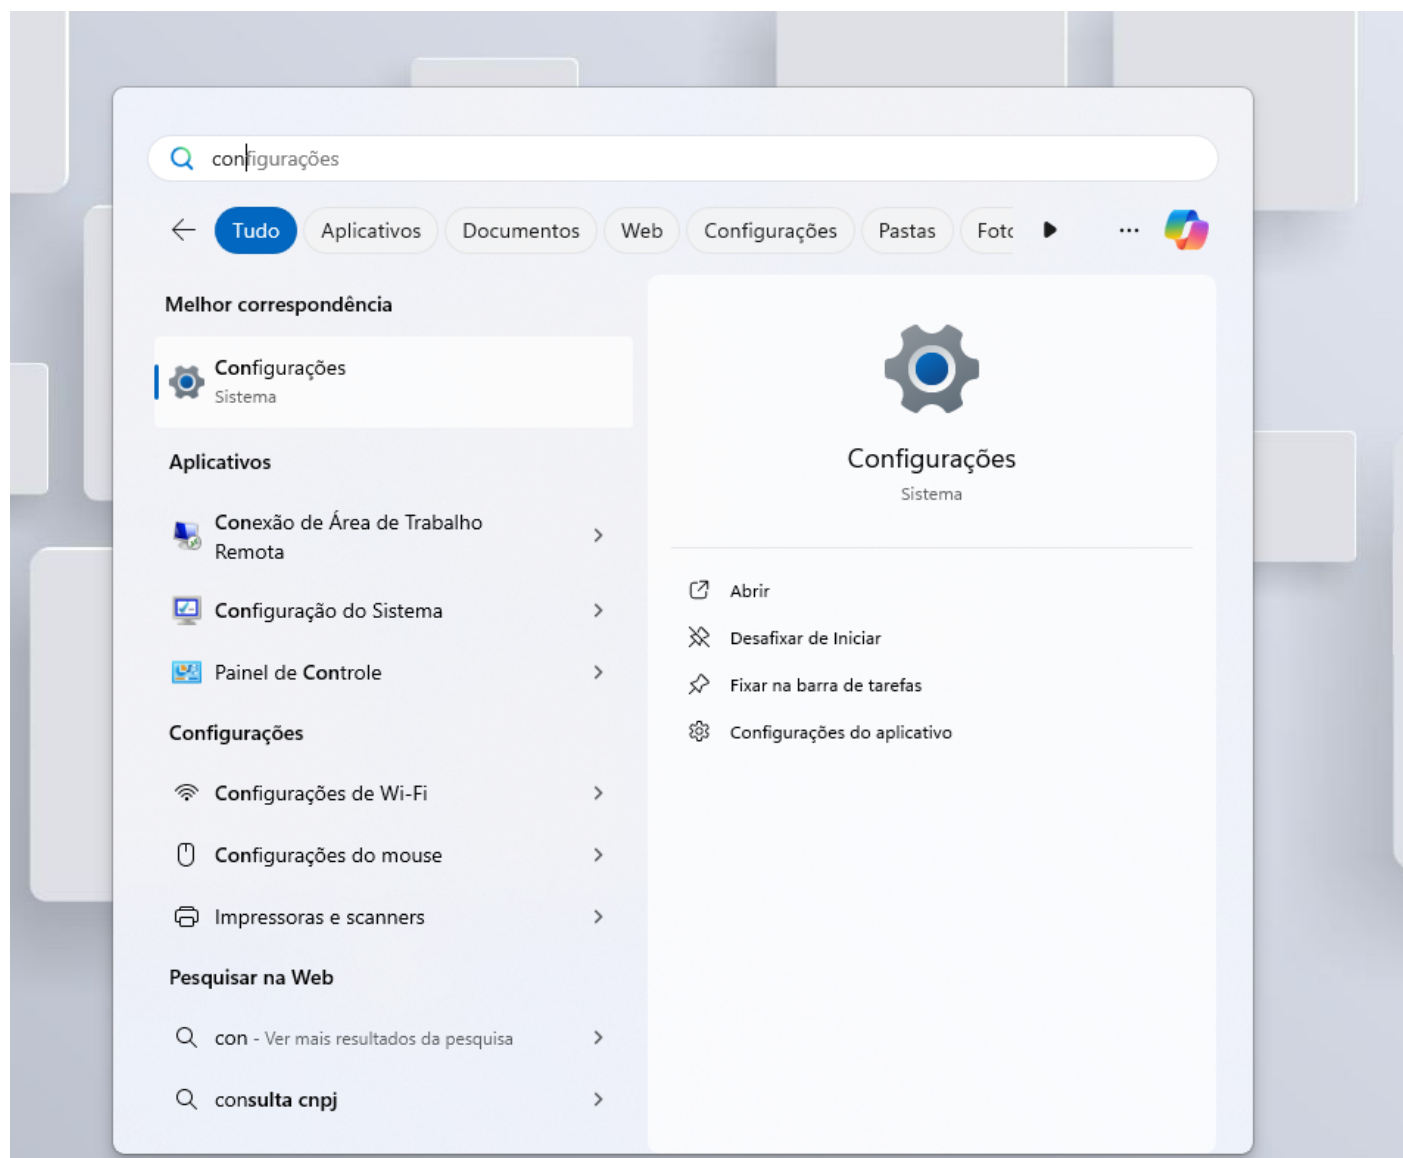 configurações
Tudo Aplicativos Documentos Web Configurações Pastas Foto
Melhor correspondência
Configurações
Sistema
Aplicativos
Conexão de Área de Trabalho
Remota
Configuração do Sistema
Painel de Controle
Configurações
Configurações de Wi-Fi
Configurações do mouse
Impressoras e scanners
Pesquisar na Web
con - Ver mais resultados da pesquisa
consulta cnpj
Configurações
Sistema
Abrir
Desafixar de Iniciar
Fixar na barra de tarefas
Configurações do aplicativo